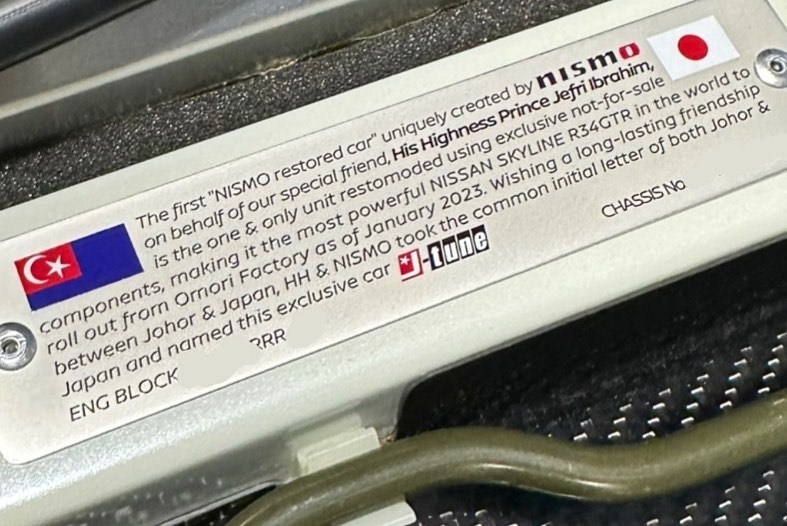 The first "NISMO restored car" uniquely created by nismo
on behalf of our special friend, His Highness Prince Jefri Ibrahim,
is the one & only unit restomoded using exclusive not-for-sale
components, making it the most powerful NISSAN SKYLINE R34GTR in the world to
roll out from Omori Factory as of January 2023. Wishing a long-lasting friendship
between Johor & Japan, HH & NISMO took the common initial letter of both Johor &
Japan and named this exclusive car J-tune
ENG BLOCK RR
CHASSIS No